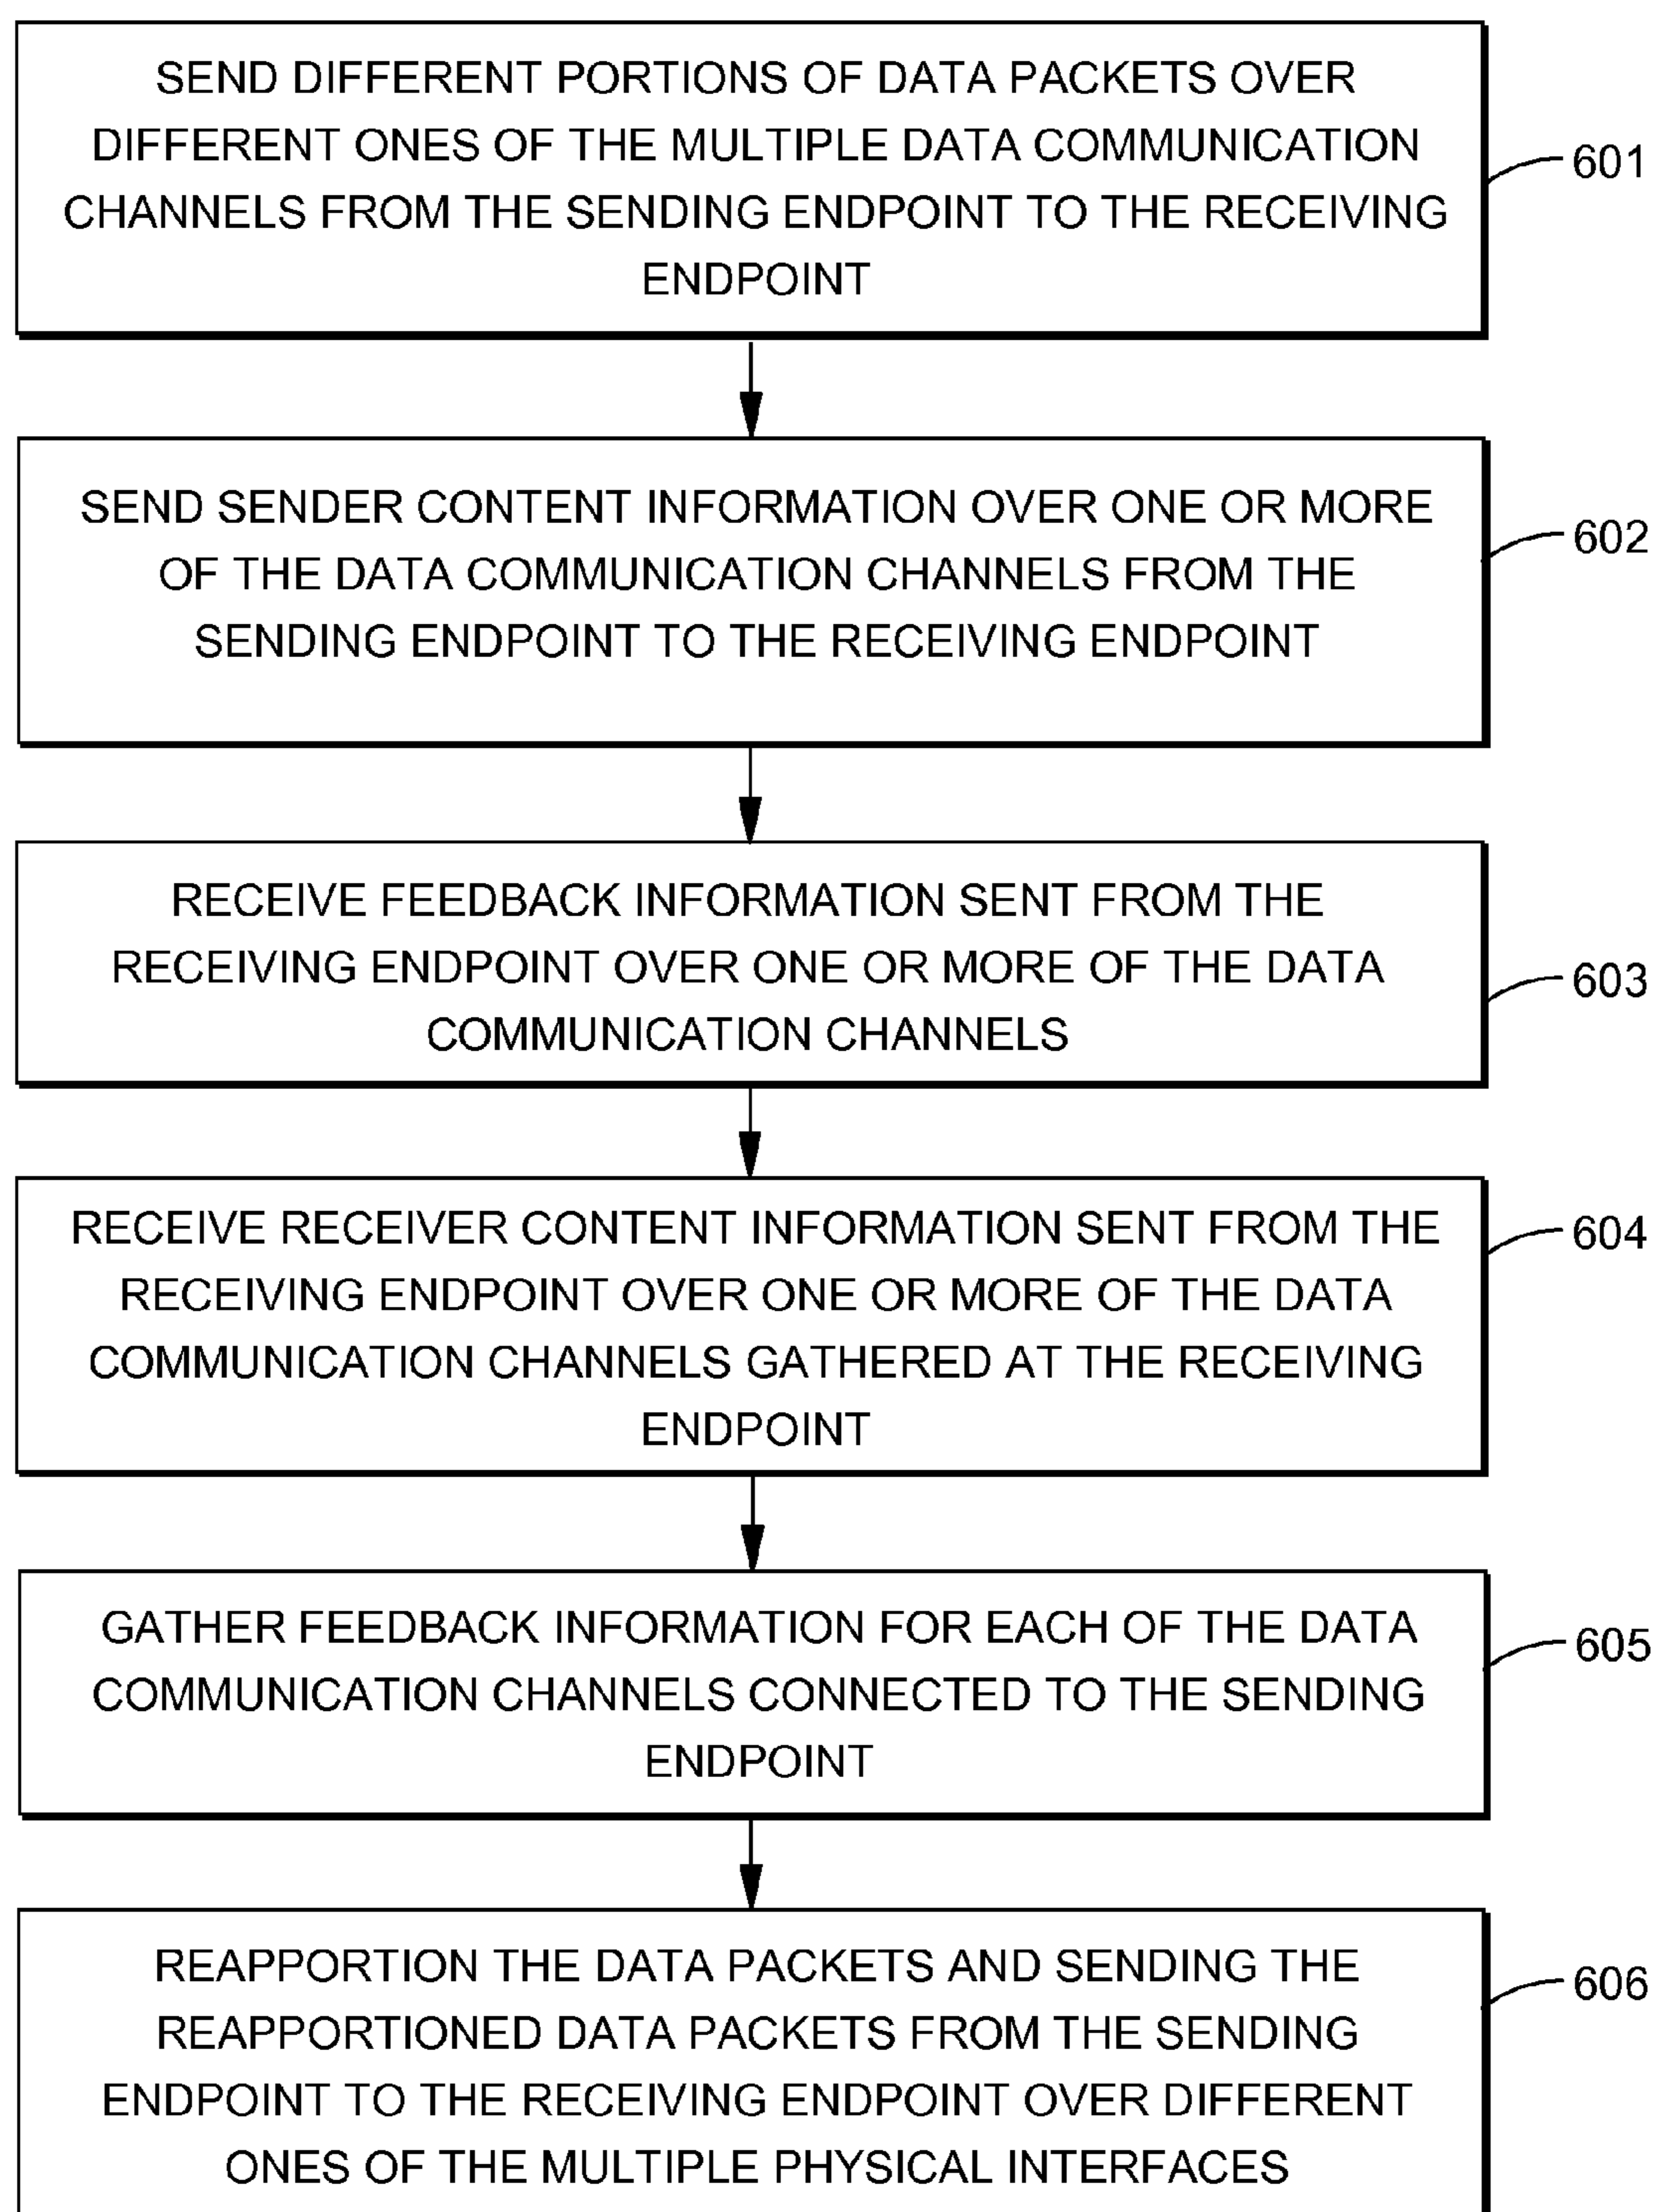 SEND DIFFERENT PORTIONS OF DATA PACKETS OVER
DIFFERENT ONES OF THE MULTIPLE DATA COMMUNICATION
CHANNELS FROM THE SENDING ENDPOINT TO THE RECEIVING
ENDPOINT
601
SEND SENDER CONTENT INFORMATION OVER ONE OR MORE
OF THE DATA COMMUNICATION CHANNELS FROM THE
SENDING ENDPOINT TO THE RECEIVING ENDPOINT
602
RECEIVE FEEDBACK INFORMATION SENT FROM THE
RECEIVING ENDPOINT OVER ONE OR MORE OF THE DATA
COMMUNICATION CHANNELS
603
RECEIVE RECEIVER CONTENT INFORMATION SENT FROM THE
RECEIVING ENDPOINT OVER ONE OR MORE OF THE DATA
COMMUNICATION CHANNELS GATHERED AT THE RECEIVING
ENDPOINT
604
GATHER FEEDBACK INFORMATION FOR EACH OF THE DATA
COMMUNICATION CHANNELS CONNECTED TO THE SENDING
ENDPOINT
605
REAPPORTION THE DATA PACKETS AND SENDING THE
REAPPORTIONED DATA PACKETS FROM THE SENDING
ENDPOINT TO THE RECEIVING ENDPOINT OVER DIFFERENT
ONES OF THE MULTIPLE PHYSICAL INTERFACES
606